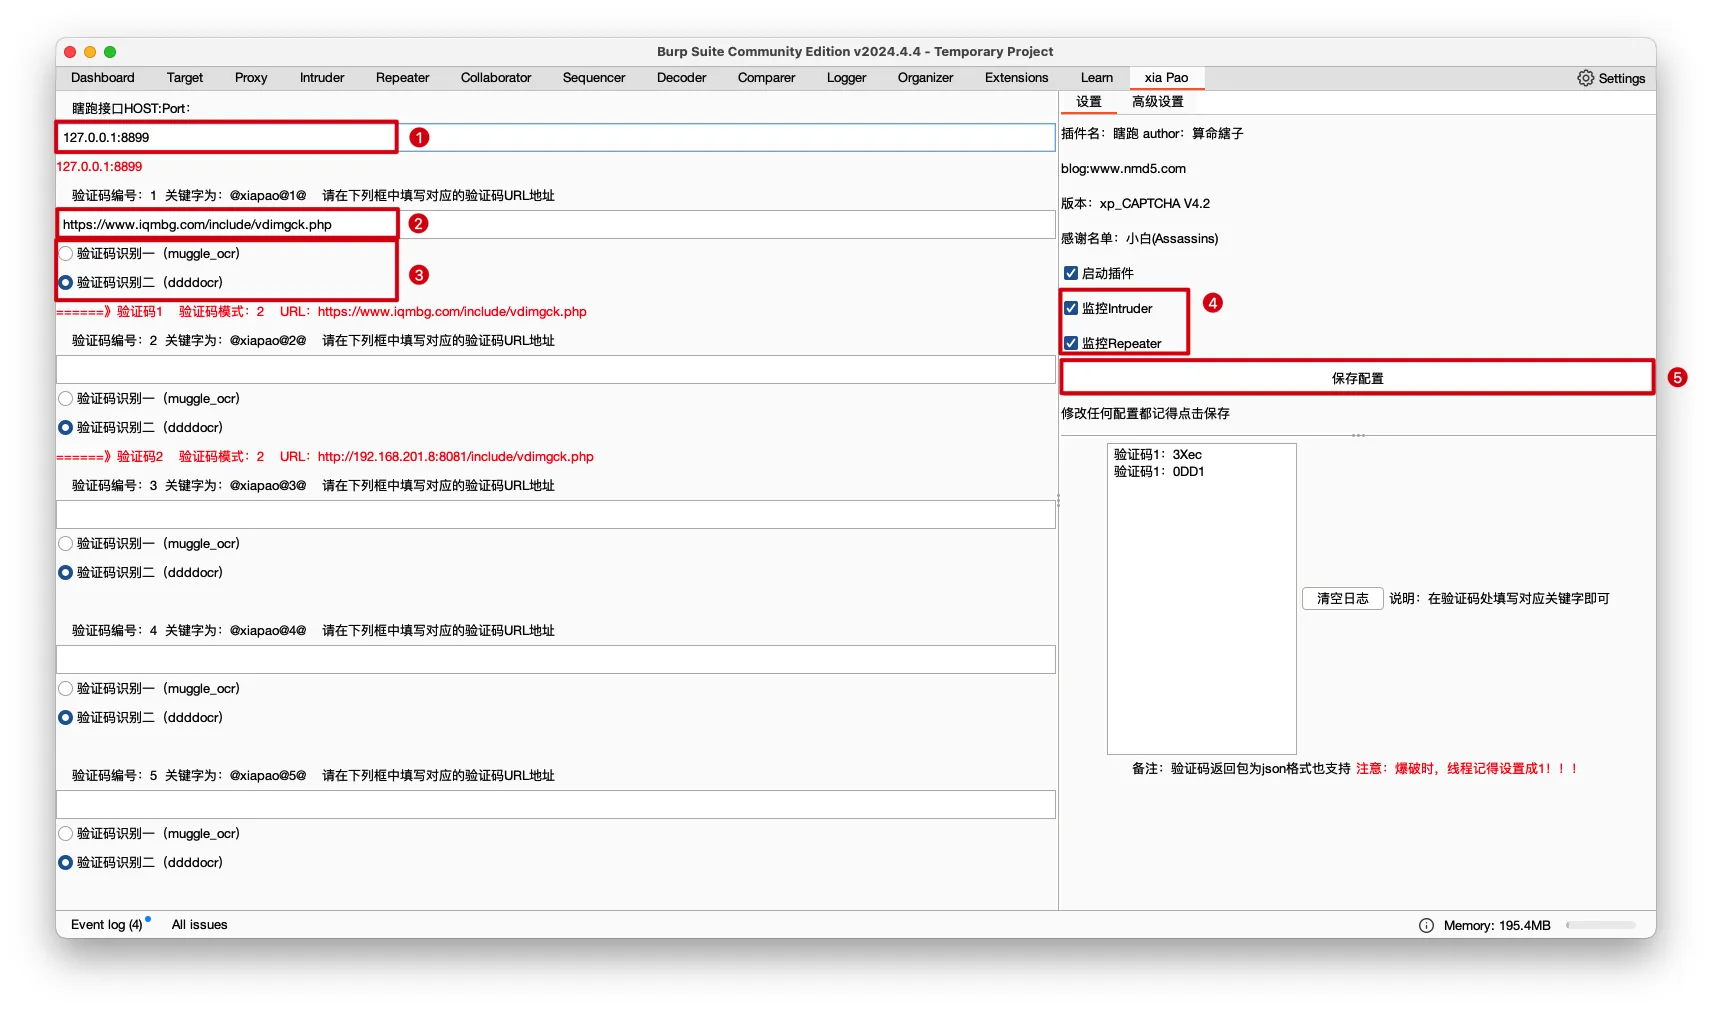 Burp Suite Community Edition v2024.4.4 - Temporary Project
Dashboard Target Proxy Intruder Repeater Collaborator Sequencer Decoder Comparer Logger Organizer Extensions Learn xia Pao Settings
瞎跑接口HOST:Port：
127.0.0.1:8899
1
127.0.0.1:8899
验证码编号：1 关键字为：@xiapao@1@ 请在下列框中填写对应的验证码URL地址
https://www.iqmbg.com/include/vdimgck.php
2
验证码识别一（muggle_ocr)
验证码识别二（ddddocr)
3
======》验证码1 验证码模式：2 URL：https://www.iqmbg.com/include/vdimgck.php
验证码编号：2 关键字为：@xiapao@2@ 请在下列框中填写对应的验证码URL地址
验证码识别一（muggle_ocr)
验证码识别二（ddddocr)
======》验证码2 验证码模式：2 URL：http://192.168.201.8:8081/include/vdimgck.php
验证码编号：3 关键字为：@xiapao@3@ 请在下列框中填写对应的验证码URL地址
验证码识别一（muggle_ocr)
验证码识别二（ddddocr)
验证码编号：4 关键字为：@xiapao@4@ 请在下列框中填写对应的验证码URL地址
验证码识别一（muggle_ocr)
验证码识别二（ddddocr)
验证码编号：5 关键字为：@xiapao@5@ 请在下列框中填写对应的验证码URL地址
验证码识别一（muggle_ocr)
验证码识别二（ddddocr)
设置 高级设置
插件名：瞎跑 author：算命縖子
blog:www.nmd5.com
版本：xp_CAPTCHA V4.2
感谢名单：小白(Assassins)
启动插件
监控Intruder
4
监控Repeater
保存配置
5
修改任何配置都记得点击保存
验证码1：3Xec
验证码1：0DD1
清空日志 说明：在验证码处填写对应关键字即可
备注：验证码返回包为json格式也支持 注意：爆破时，线程记得设置成1！！！
Event log (4) All issues
Memory: 195.4MB